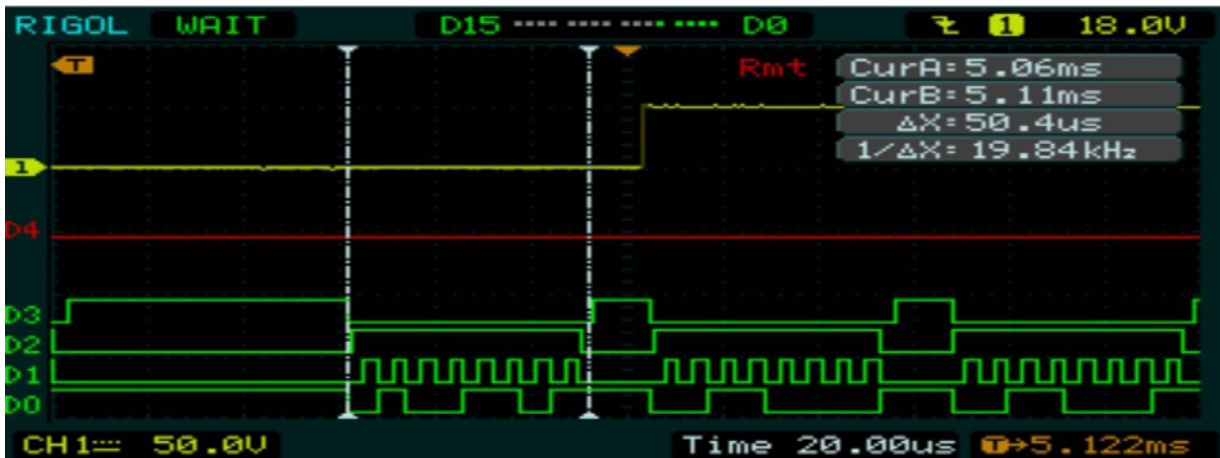 RIGOL WAIT D15 D0 1 18.0V
T Rmt CurA=5.06ms
CurB=5.11ms
ΔX=50.4us
1/ΔX=19.84kHz
1
D4
D3
D2
D1
D0
CH1 50.0V Time 20.00us T→5.122ms